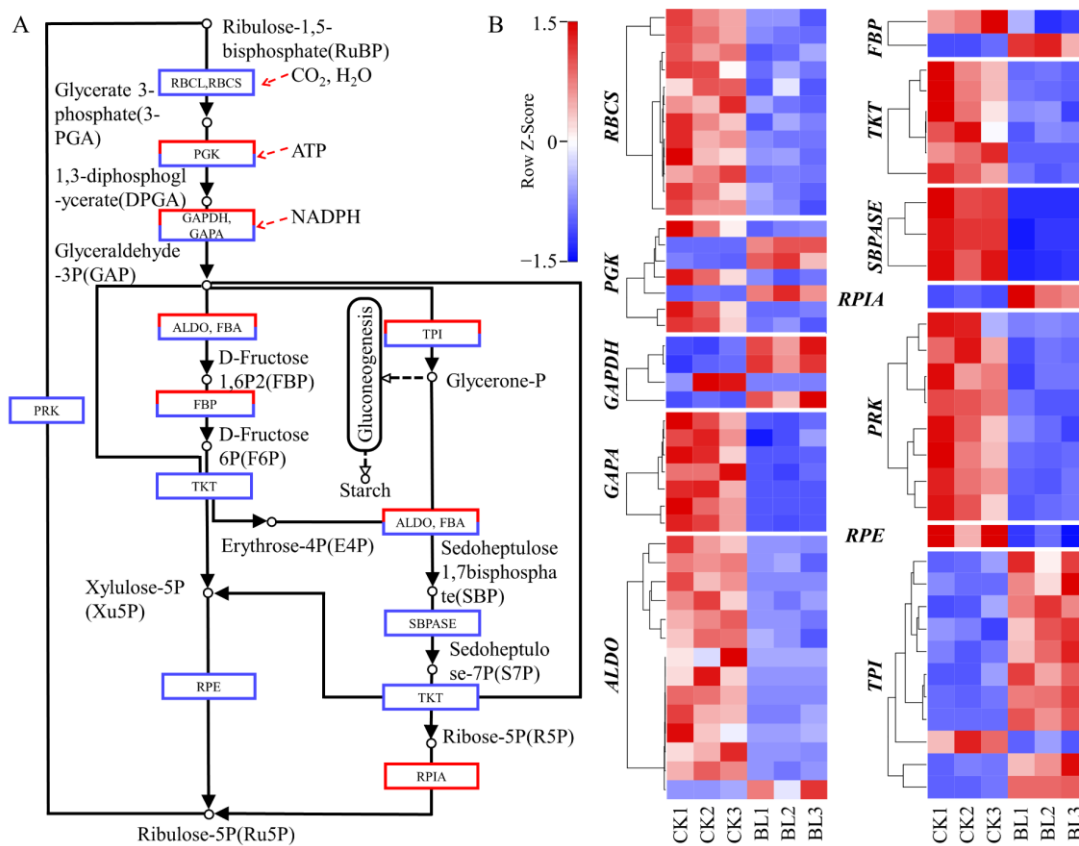 A
Ribulose-1,5-
bisphosphate(RuBP)
RBCL,RBCS
CO2, H2O
Glycerate 3-
phosphate(3-
PGA)
PGK
ATP
1,3-diphosphogl
-ycerate(DPGA)
GAPDH,
GAPA
NADPH
Glyceraldehyde
-3P(GAP)
ALDO, FBA
TPI
D-Fructose
1,6P2(FBP)
Gluconeogenesis
Glycerone-P
PRK
FBP
D-Fructose
6P(F6P)
TKT
Starch
ALDO, FBA
Erythrose-4P(E4P)
Sedoheptulose
1,7bisphospha
te(SBP)
Xylulose-5P
(Xu5P)
SBPASE
Sedoheptulo
se-7P(S7P)
RPE
TKT
Ribose-5P(R5P)
RPIA
Ribulose-5P(Ru5P)
B
1.5
0
−1.5
Row Z-Score
RBCS
PGK
GAPDH
GAPA
ALDO
CK1 CK2 CK3 BL1 BL2 BL3
FBP
TKT
SBPASE
RPIA
PRK
RPE
TPI
CK1 CK2 CK3 BL1 BL2 BL3